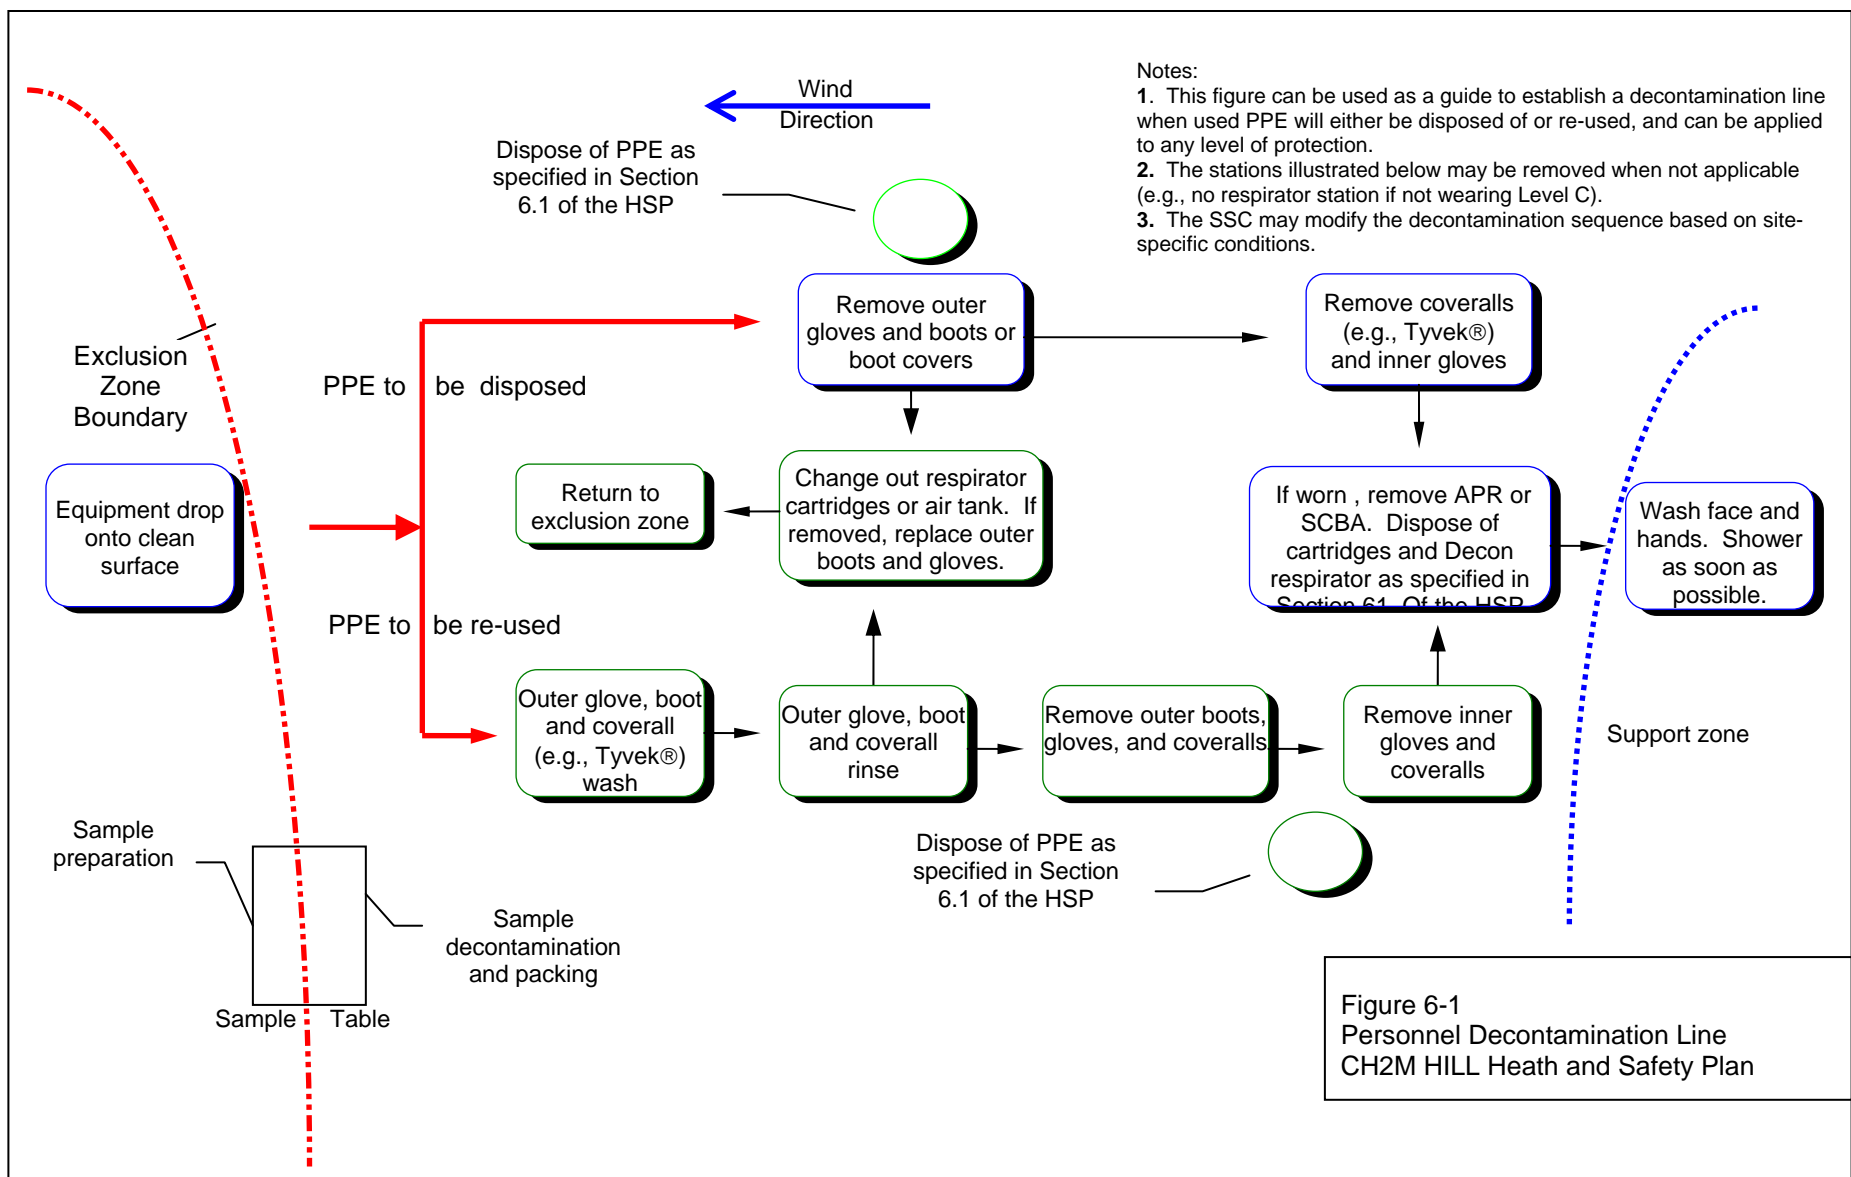 Wind
Direction
Notes:
1. This figure can be used as a guide to establish a decontamination line
when used PPE will either be disposed of or re-used, and can be applied
to any level of protection.
2. The stations illustrated below may be removed when not applicable
(e.g., no respirator station if not wearing Level C).
3. The SSC may modify the decontamination sequence based on site-
specific conditions.
Dispose of PPE as
specified in Section
6.1 of the HSP
Exclusion
Zone
Boundary
PPE to be disposed
Remove outer
gloves and boots or
boot covers
Remove coveralls
(e.g., Tyvek®)
and inner gloves
Equipment drop
onto clean
surface
Return to
exclusion zone
Change out respirator
cartridges or air tank. If
removed, replace outer
boots and gloves.
If worn , remove APR or
SCBA. Dispose of
cartridges and Decon
respirator as specified in
Section 61. Of the HSP
Wash face and
hands. Shower
as soon as
possible.
PPE to be re-used
Outer glove, boot
and coverall
(e.g., Tyvek®)
wash
Outer glove, boot
and coverall
rinse
Remove outer boots,
gloves, and coveralls
Remove inner
gloves and
coveralls
Support zone
Sample
preparation
Sample
decontamination
and packing
Sample Table
Dispose of PPE as
specified in Section
6.1 of the HSP
Figure 6-1
Personnel Decontamination Line
CH2M HILL Heath and Safety Plan